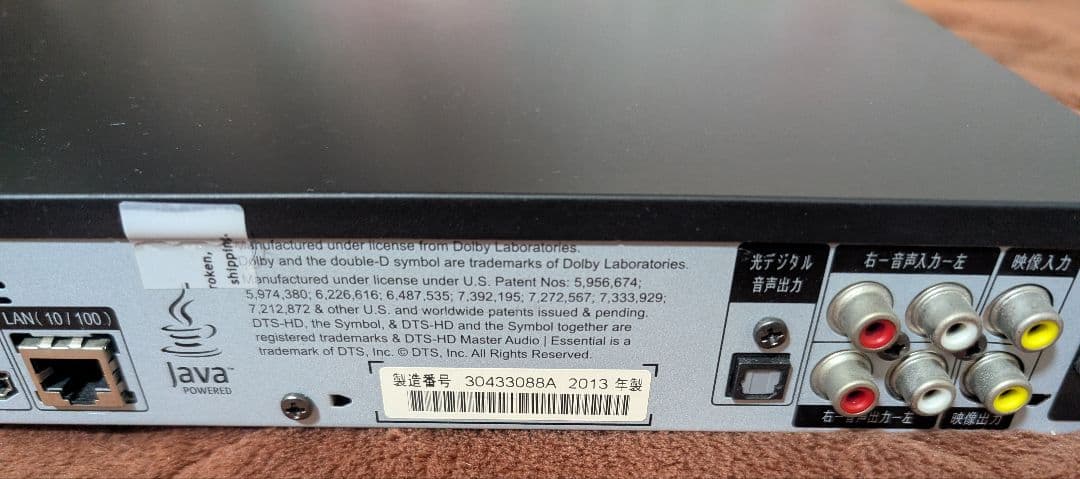 roken,
shipping.
Manufactured under license from Dolby Laboratories.
Dolby and the double-D symbol are trademarks of Dolby Laboratories.
Manufactured under license under U.S. Patent Nos: 5,956,674;
5,974,380; 6,226,616; 6,487,535; 7,392,195; 7,272,567; 7,333,929;
7,212,872 & other U.S. and worldwide patents issued & pending.
DTS-HD, the Symbol, & DTS-HD and the Symbol together are
registered trademarks & DTS-HD Master Audio | Essential is a
trademark of DTS, Inc. © DTS, Inc. All Rights Reserved.
LAN(10/100)
Java™
POWERED
製造番号 30433088A 2013 年製
光デジタル
音声出力
右ー音声入力ー左
映像入力
右ー音声出力ー左
映像出力